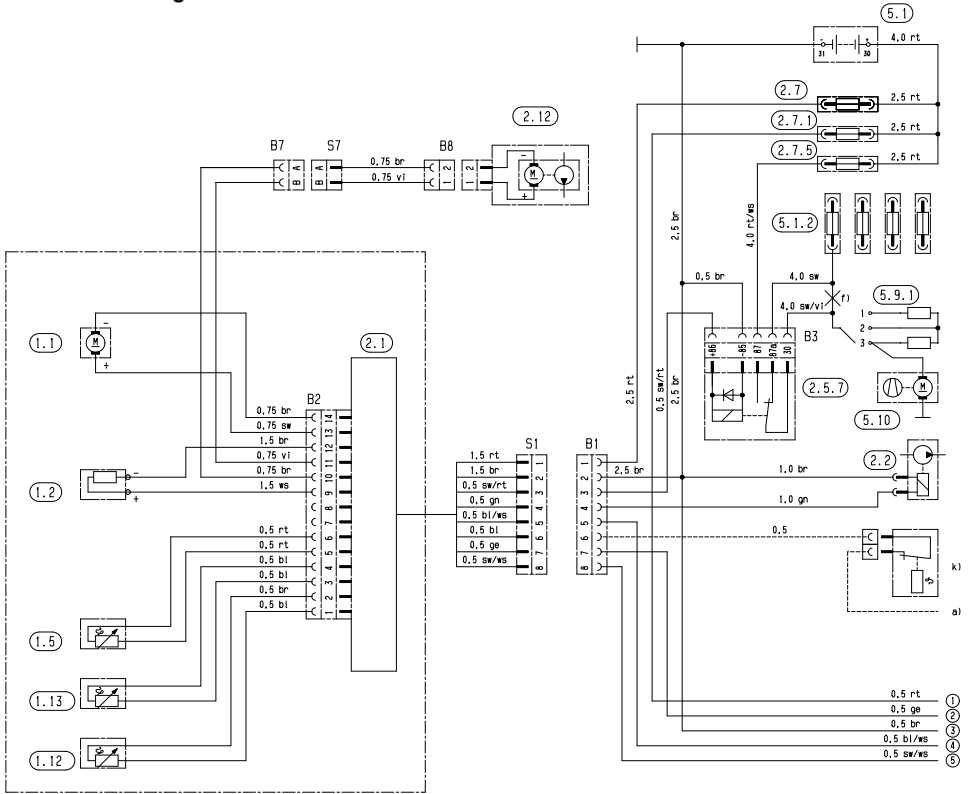 g
5.1
31
-
+
30
4.0 rt
2.7
2.5 rt
2.7.1
2.5 rt
2.7.5
2.5 rt
2.12
B7
S7
B8
A
A
2
2
B
B
1
1
0.75 br
0.75 vi
-
M
+
2.5 br
4.0 rt/ws
5.1.2
0.5 br
4.0 sw
f)
4.0 sw/vi
5.9.1
1
2
3
B3
+86
-85
87
87a
30
2.5.7
M
5.10
2.5 rt
0.5 sw/rt
2.5 br
1.1
-
M
+
2.1
B2
0.75 br
14
0.75 sw
13
1.5 br
12
0.75 vi
11
0.75 br
10
1.5 ws
9
8
7
0.5 rt
6
0.5 rt
5
0.5 bl
4
0.5 bl
3
0.5 br
2
0.5 bl
1
1.2
-
+
1.5
1.13
1.12
S1
1.5 rt
1
1.5 br
2
0.5 sw/rt
3
0.5 gn
4
0.5 bl/ws
5
0.5 bl
6
0.5 ge
7
0.5 sw/ws
8
B1
1
2
3
4
5
6
7
8
2.5 br
1.0 br
2.2
1.0 gn
0.5
k)
a)
0.5 rt
1
0.5 ge
2
0.5 br
3
0.5 bl/ws
4
0.5 sw/ws
5